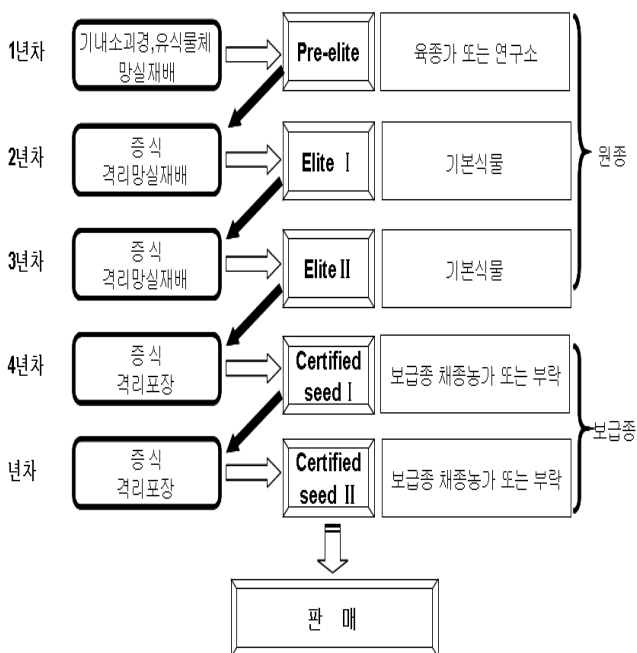 1년차
기내소괴경,유식물체
망실재배
Pre-elite
육종가 또는 연구소
2년차
증 식
격리망실재배
Elite Ⅰ
기본식물
원종
3년차
증 식
격리망실재배
Elite Ⅱ
기본식물
4년차
증 식
격리포장
Certified
seed Ⅰ
보급종 채종농가 또는 부락
보급종
년차
증 식
격리포장
Certified
seed Ⅱ
보급종 채종농가 또는 부락
판 매